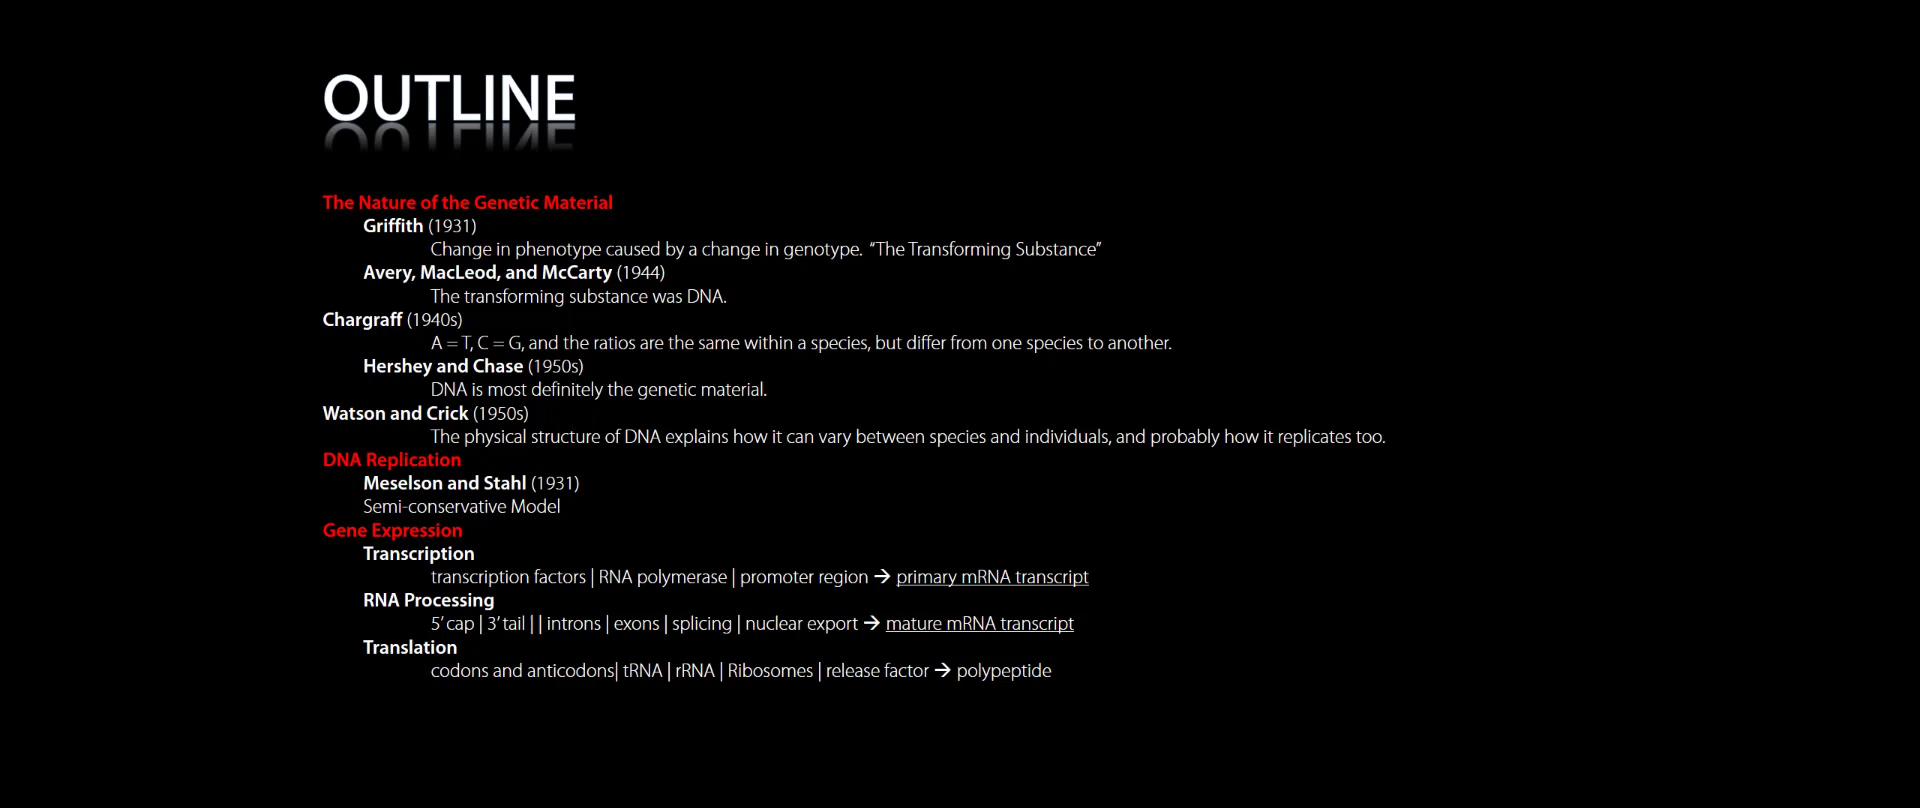 OUTLINE
The Nature of the Genetic Material
Griffith (1931)
Change in phenotype caused by a change in genotype. “The Transforming Substance”
Avery, MacLeod, and McCarty (1944)
The transforming substance was DNA.
Chargraff (1940s)
A = T, C = G, and the ratios are the same within a species, but differ from one species to another.
Hershey and Chase (1950s)
DNA is most definitely the genetic material.
Watson and Crick (1950s)
The physical structure of DNA explains how it can vary between species and individuals, and probably how it replicates too.
DNA Replication
Meselson and Stahl (1931)
Semi-conservative Model
Gene Expression
Transcription
transcription factors | RNA polymerase | promoter region → primary mRNA transcript
RNA Processing
5’ cap | 3’ tail | | introns | exons | splicing | nuclear export → mature mRNA transcript
Translation
codons and anticodons| tRNA | rRNA | Ribosomes | release factor → polypeptide